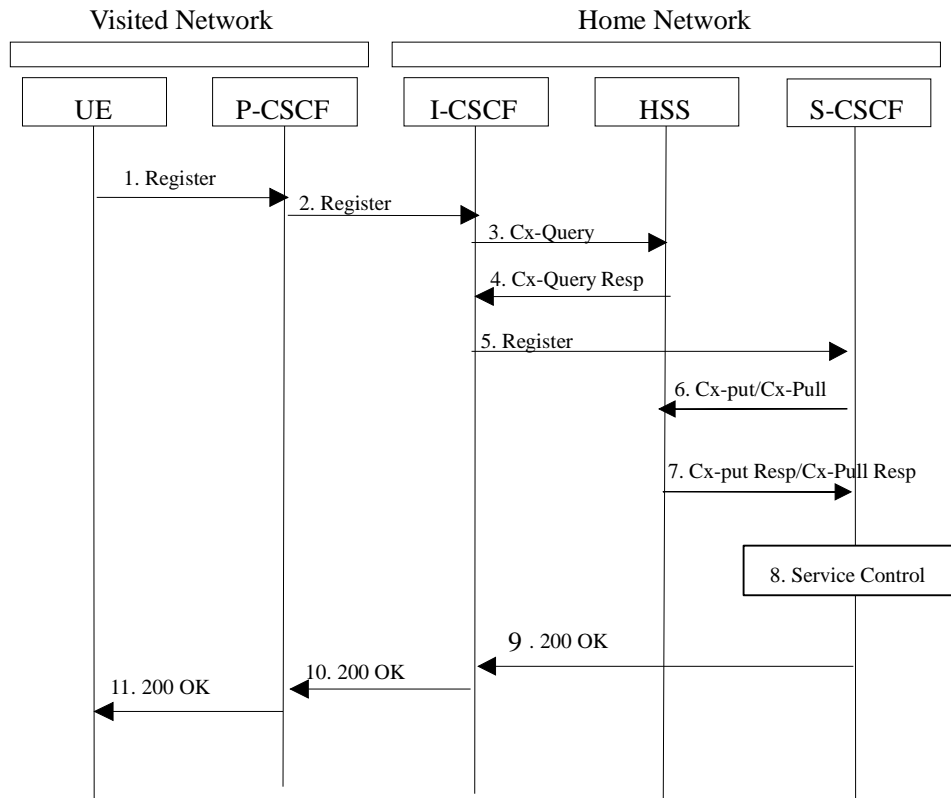 Visited Network
Home Network
UE
P-CSCF
I-CSCF
HSS
S-CSCF
1. Register
2. Register
3. Cx-Query
4. Cx-Query Resp
5. Register
6. Cx-put/Cx-Pull
7. Cx-put Resp/Cx-Pull Resp
8. Service Control
9 . 200 OK
10. 200 OK
11. 200 OK